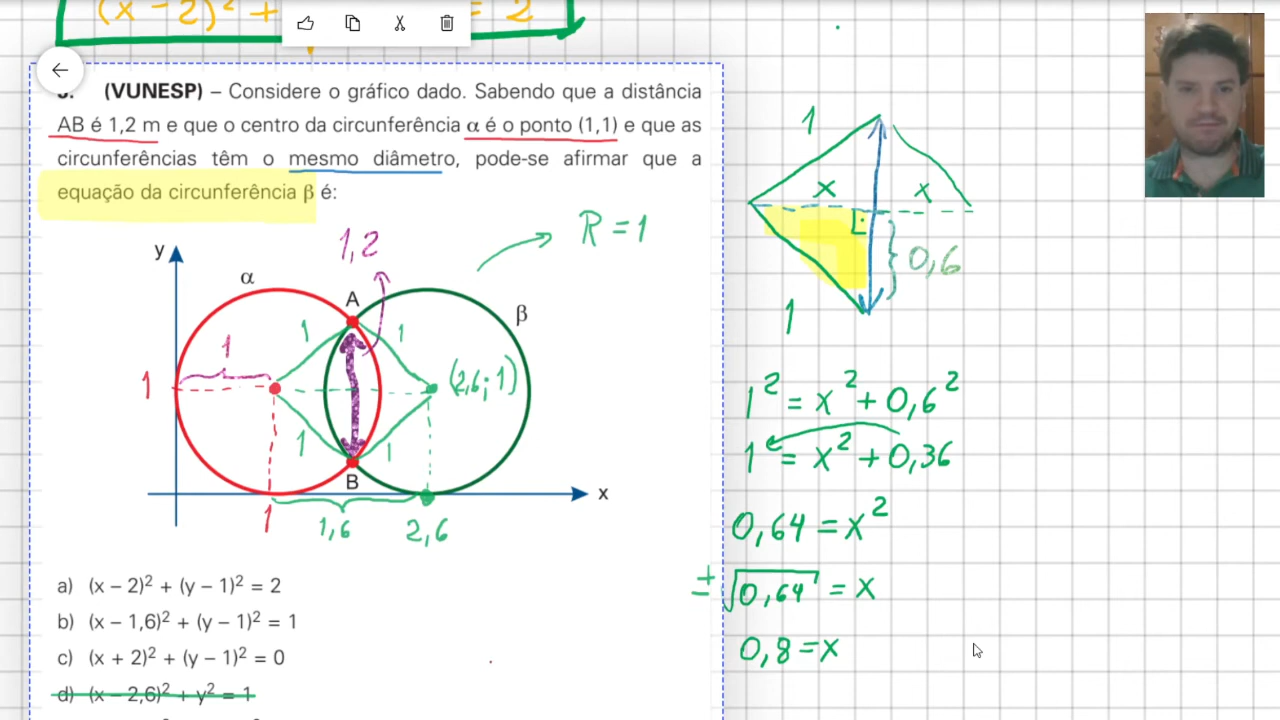 (x − 2)² + = 2
(VUNESP) – Considere o gráfico dado. Sabendo que a distância
AB é 1,2 m e que o centro da circunferência α é o ponto (1,1) e que as
circunferências têm o mesmo diâmetro, pode-se afirmar que a
equação da circunferência β é:
R = 1
1,2
y
α
A
β
1
1
1
1
(2,6; 1)
1
1
B
x
1
1,6
2,6
a) (x – 2)² + (y – 1)² = 2
b) (x – 1,6)² + (y – 1)² = 1
c) (x + 2)² + (y – 1)² = 0
d) (x – 2,6)² + y² = 1
1
x
x
0,6
1
1² = x² + 0,6²
1 = x² + 0,36
0,64 = x²
± √0,64 = x
0,8 = x